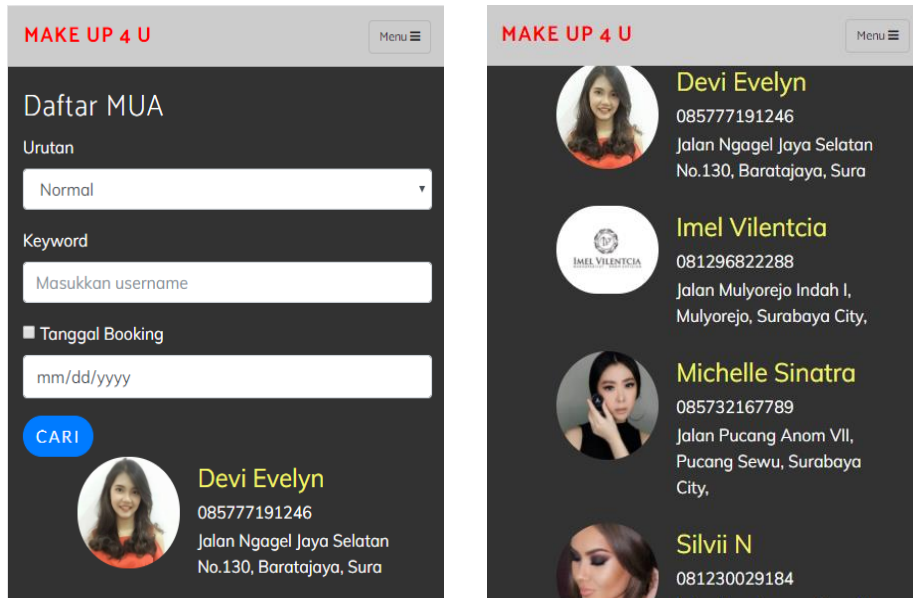 MAKE UP 4 U
Menu
Daftar MUA
Urutan
Normal
Keyword
Masukkan username
Tanggal Booking
mm/dd/yyyy
CARI
Devi Evelyn
085777191246
Jalan Ngagel Jaya Selatan
No.130, Baratajaya, Sura
MAKE UP 4 U
Menu
Devi Evelyn
085777191246
Jalan Ngagel Jaya Selatan
No.130, Baratajaya, Sura
IMEL VILENTCIA
Imel Vilentcia
081296822288
Jalan Mulyorejo Indah I,
Mulyorejo, Surabaya City,
Michelle Sinatra
085732167789
Jalan Pucang Anom VII,
Pucang Sewu, Surabaya
City,
Silvii N
081230029184